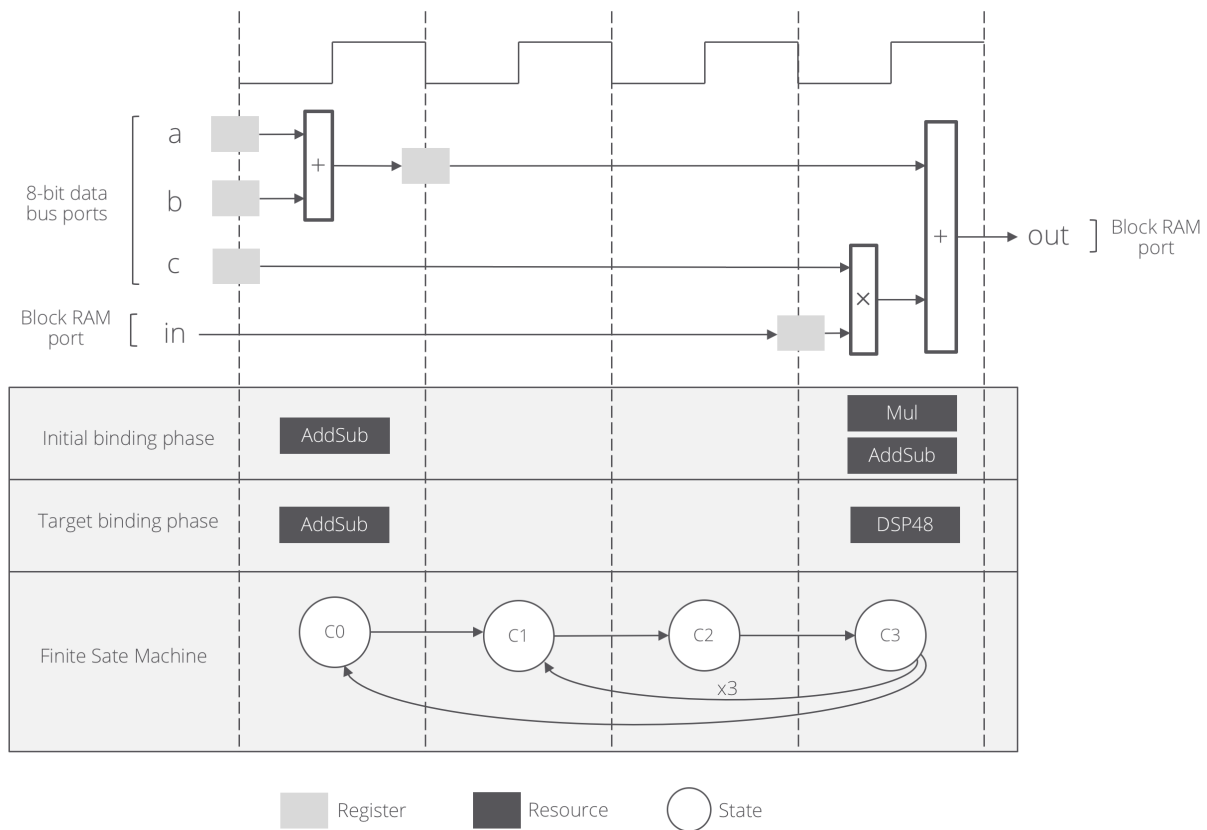 a
+
8-bit data
bus ports
b
c
Block RAM
port
in
×
+
out
Block RAM
port
Initial binding phase
AddSub
Mul
AddSub
Target binding phase
AddSub
DSP48
Finite Sate Machine
C0
C1
C2
C3
x3
Register
Resource
State